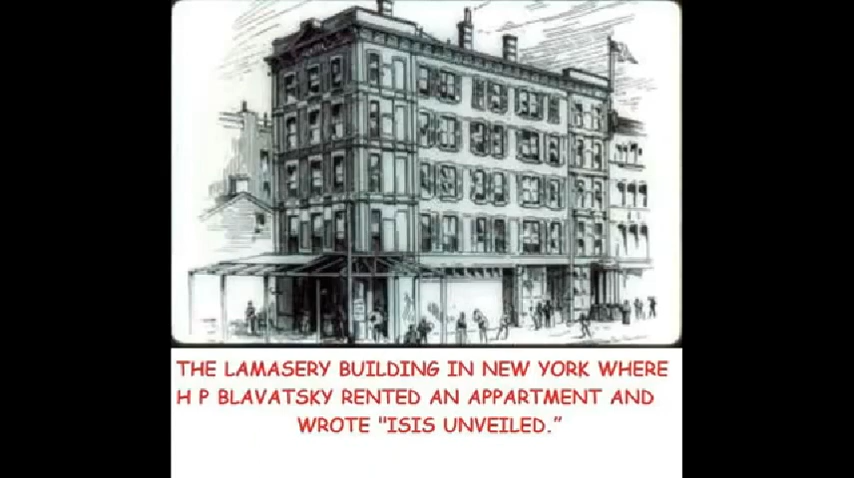 THE LAMASERY BUILDING IN NEW YORK WHERE
H P BLAVATSKY RENTED AN APPARTMENT AND
WROTE "ISIS UNVEILED.”